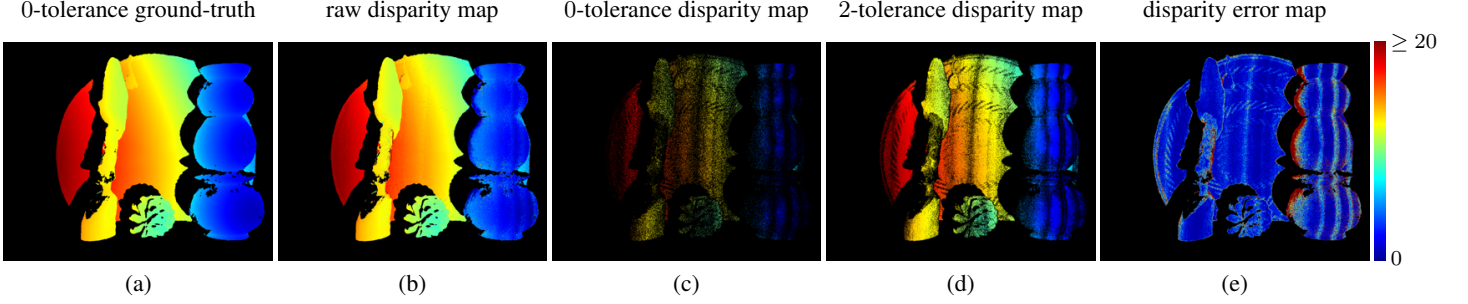 0-tolerance ground-truth
raw disparity map
0-tolerance disparity map
2-tolerance disparity map
disparity error map
≥ 20
0
(a)
(b)
(c)
(d)
(e)